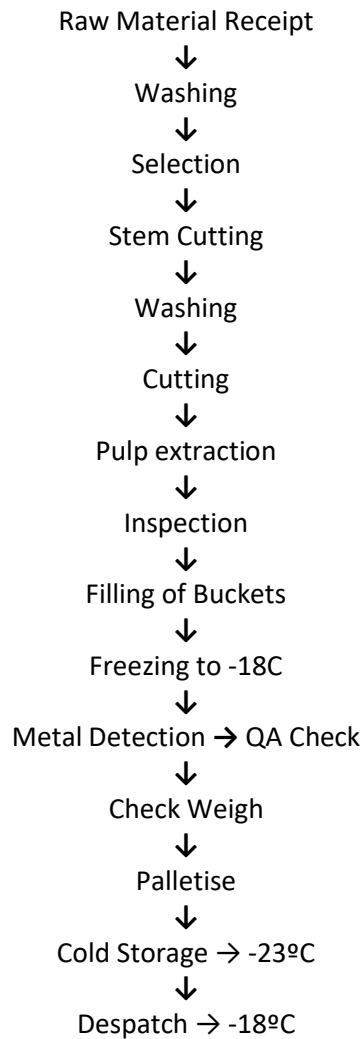 Raw Material Receipt
↓
Washing
↓
Selection
↓
Stem Cutting
↓
Washing
↓
Cutting
↓
Pulp extraction
↓
Inspection
↓
Filling of Buckets
↓
Freezing to -18C
↓
Metal Detection → QA Check
↓
Check Weigh
↓
Palletise
↓
Cold Storage → -23ºC
↓
Despatch → -18ºC